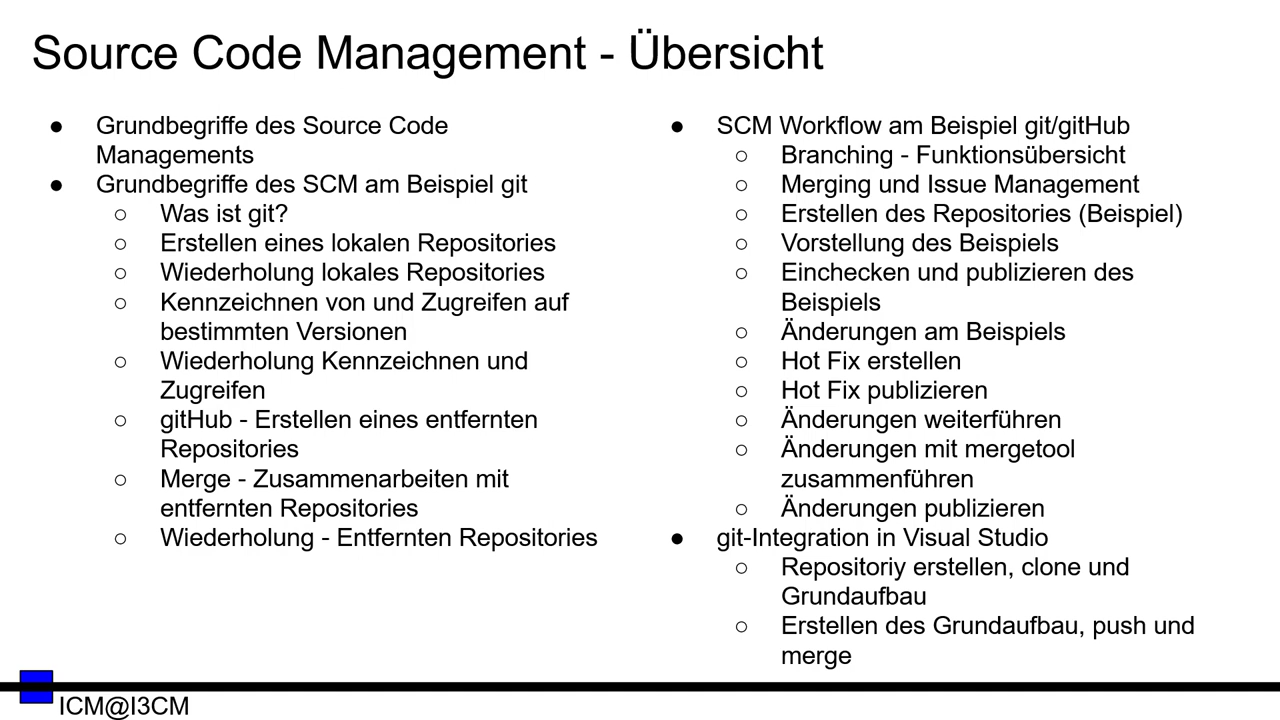 Source Code Management - Übersicht
● Grundbegriffe des Source Code
Managements
● Grundbegriffe des SCM am Beispiel git
○ Was ist git?
○ Erstellen eines lokalen Repositories
○ Wiederholung lokales Repositories
○ Kennzeichnen von und Zugreifen auf
bestimmten Versionen
○ Wiederholung Kennzeichnen und
Zugreifen
○ gitHub - Erstellen eines entfernten
Repositories
○ Merge - Zusammenarbeiten mit
entfernten Repositories
○ Wiederholung - Entfernten Repositories
● SCM Workflow am Beispiel git/gitHub
○ Branching - Funktionsübersicht
○ Merging und Issue Management
○ Erstellen des Repositories (Beispiel)
○ Vorstellung des Beispiels
○ Einchecken und publizieren des
Beispiels
○ Änderungen am Beispiels
○ Hot Fix erstellen
○ Hot Fix publizieren
○ Änderungen weiterführen
○ Änderungen mit mergetool
zusammenführen
○ Änderungen publizieren
● git-Integration in Visual Studio
○ Repositoriy erstellen, clone und
Grundaufbau
○ Erstellen des Grundaufbau, push und
merge
ICM@I3CM